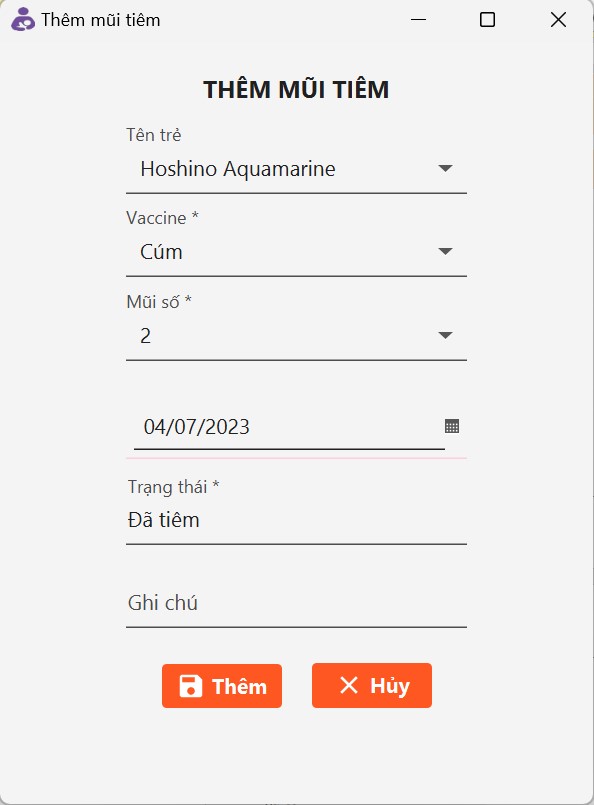 Thêm mũi tiêm
THÊM MŨI TIÊM
Tên trẻ
Hoshino Aquamarine
Vaccine *
Cúm
Mũi số *
2
04/07/2023
Trạng thái *
Đã tiêm
Ghi chú
Thêm
Hủy